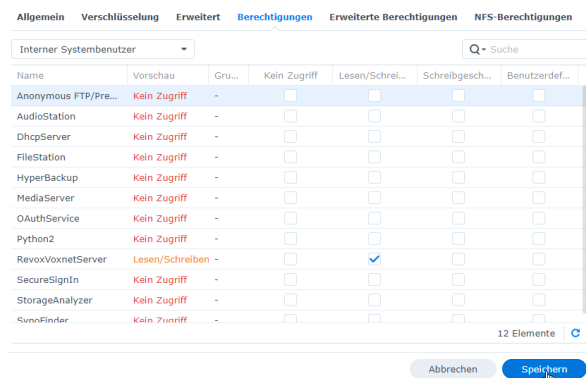 Allgemein Verschlüsselung Erweitert Berechtigungen Erweiterte Berechtigungen NFS-Berechtigungen
Interner Systembenutzer Suche
Name Vorschau Gru... Kein Zugriff Lesen/Schrei... Schreibgesch... Benutzerdef...
Anonymous FTP/Pre... Kein Zugriff -
AudioStation Kein Zugriff -
DhcpServer Kein Zugriff -
FileStation Kein Zugriff -
HyperBackup Kein Zugriff -
MediaServer Kein Zugriff -
OAuthService Kein Zugriff -
Python2 Kein Zugriff -
RevoxVoxnetServer Lesen/Schreiben -
SecureSignIn Kein Zugriff -
StorageAnalyzer Kein Zugriff -
SynoFinder Kein Zugriff -
12 Elemente
Abbrechen Speichern